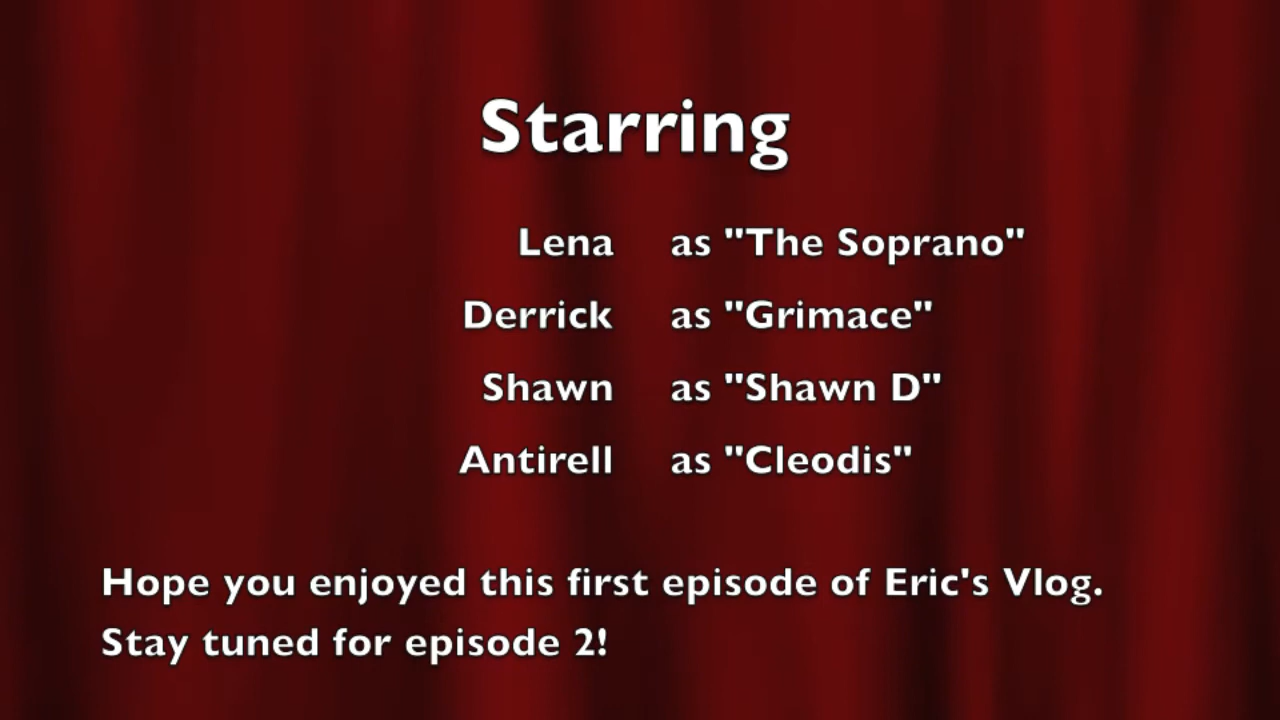 Starring
Lena as "The Soprano"
Derrick as "Grimace"
Shawn as "Shawn D"
Antirell as "Cleodis"
Hope you enjoyed this first episode of Eric's Vlog.
Stay tuned for episode 2!